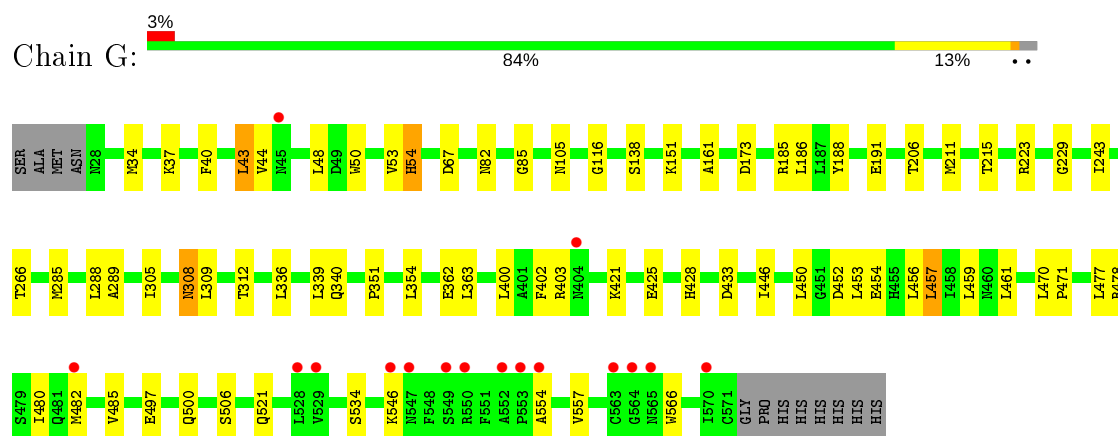 3%
Chain G:
84% 13% • •
SER ALA MET ASN N28 M34 K37 F40 L43 V44 N45 L48 D49 W50 V53 H54 D67 N82 G85 N105 G116 S138 K151 A161 D173 R185 L186 L187 Y188 E191 T206 M211 T215 R223 G229 I243
T266 M285 L288 A289 I305 N308 L309 T312 L336 L339 Q340 P351 L354 E362 L363 L400 A401 F402 R403 N404 K421 E425 H428 D433 I446 L450 G451 D452 L453 E454 H455 L456 L457 I458 L459 N460 L461 L470 P471 L477 R478
S479 I480 Q481 M482 V485 E497 Q500 S506 Q521 L528 V529 S534 K546 N547 F548 S549 R550 F551 A552 P553 A554 V557 C563 G564 N565 W566 I570 C571 GLY PRO HIS HIS HIS HIS HIS HIS